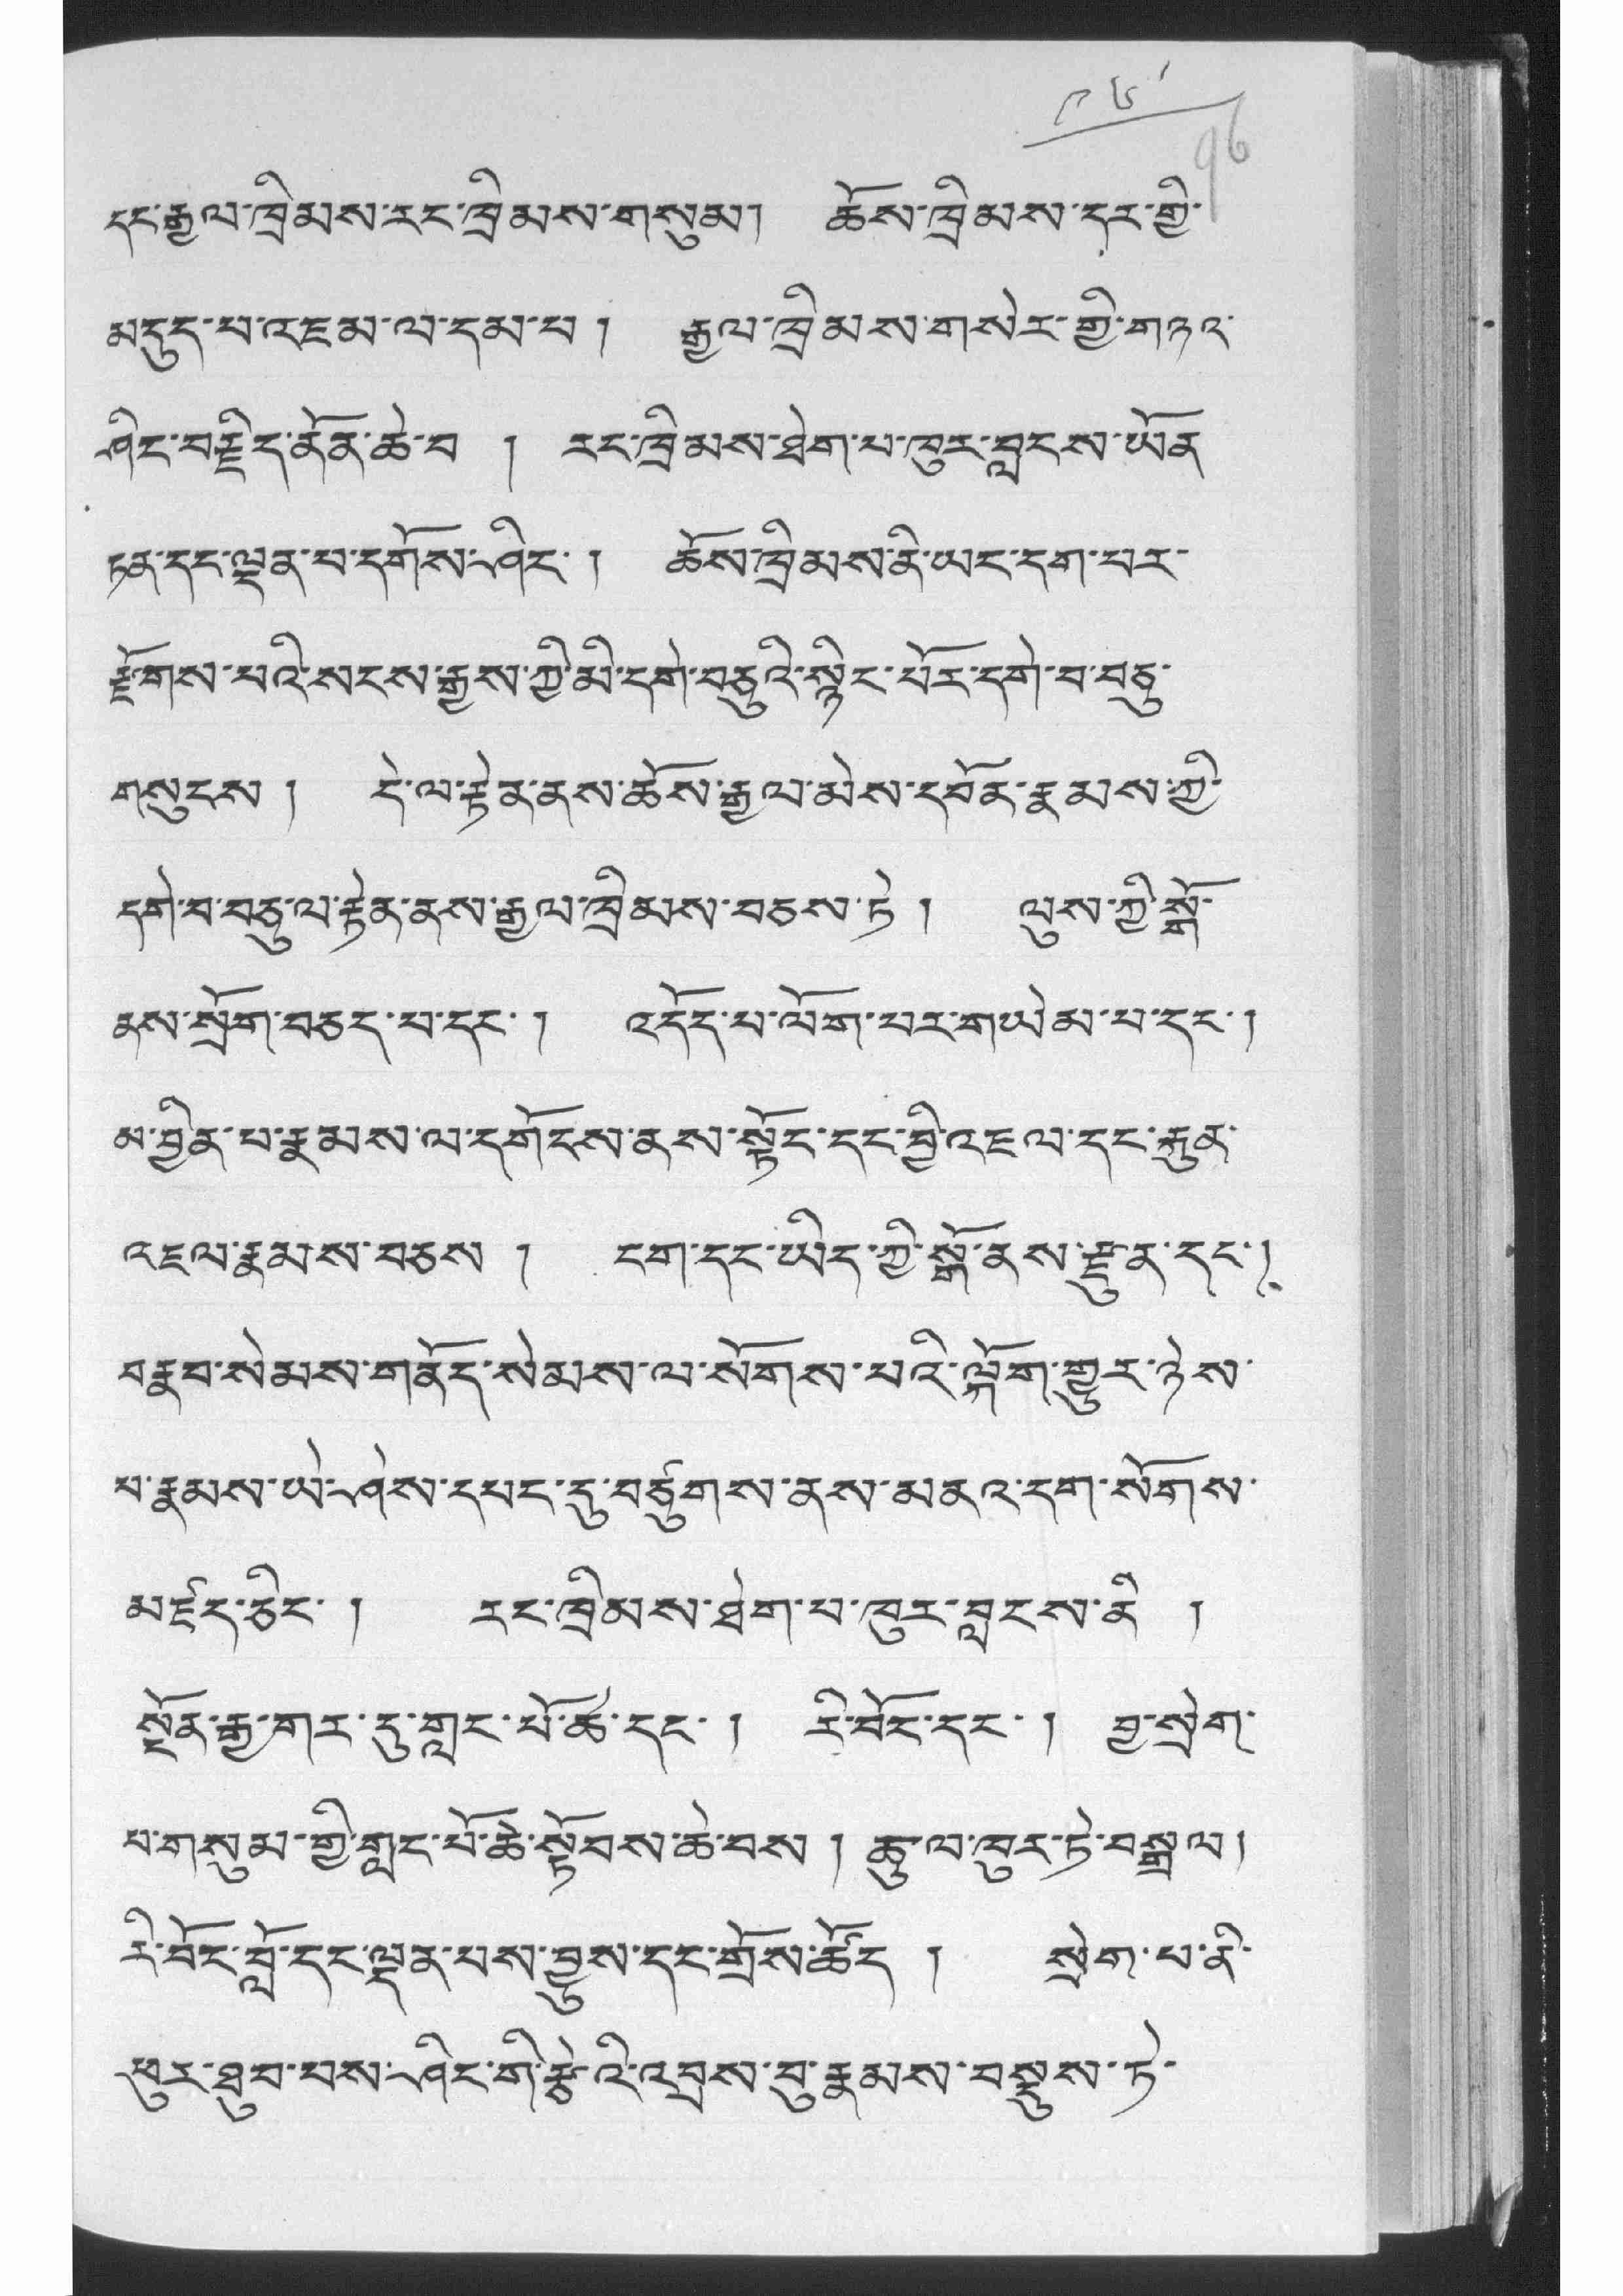 ༩༦
96
དང་རྒྱལ་ཁྲིམས་རང་ཁྲིམས་གསུམ། ཆོས་ཁྲིམས་དར་གྱི་
མདུད་པ་འཇམ་ལ་དམ་པ། རྒྱལ་ཁྲིམས་གསེར་གྱི་གཉའ་
ཤིང་བརྗིད་ནོན་ཆེ་བ། རང་ཁྲིམས་ཐེག་པ་ཁུར་བླངས་ཡོན
ཏན་དང་ལྡན་པ་དགོས་ཤིང་། ཆོས་ཁྲིམས་ནི་ཡང་དག་པར་
རྫོགས་པའི་སངས་རྒྱས་ཀྱི་མི་དགེ་བཅུའི་སྙིང་པོར་དགེ་བ་བཅུ་
གསུངས། དེ་ལ་རྟེན་ནས་ཆོས་རྒྱལ་མེས་དབོན་རྣམས་ཀྱི་
དགེ་བ་བཅུ་ལ་རྟེན་ནས་རྒྱལ་ཁྲིམས་བཅས་ཏེ། ལུས་ཀྱི་སྒོ་
ནས་སྲོག་བཅད་པ་དང་། འདོད་པ་ལོག་པར་གཡེམ་པ་དང་།
མ་བྱིན་པ་རྣམས་ལ་དགོངས་ནས་སྟོང་དང་བྱི་འཇལ་དང་རྐུན་
འཇལ་རྣམས་བཅས། ངག་དང་ཡིད་ཀྱི་སྒོ་ནས་རྫུན་དང་།
བརྣབ་སེམས་གནོད་སེམས་ལ་སོགས་པའི་ལྐོག་གྱུར་ཉེས་
པ་རྣམས་ཡེ་ཤེས་དཔང་དུ་བཙུགས་ནས་མནའ་དག་སོགས་
མཛད་ཅིང་། རང་ཁྲིམས་ཐེག་པ་ཁུར་བླངས་ནི།
སྔོན་རྒྱ་གར་དུ་གླང་པོ་ཆེ་དང་། རི་བོང་དང་། བྱ་སྲེག་
པ་གསུམ་གྱི་གླང་པོ་ཆེ་སྟོབས་ཆེ་བས། ཆུ་ལ་ཁུར་ཏེ་བསྒྲལ།
རི་བོང་བློ་དང་ལྡན་པས་བྱུས་དང་གྲོས་ཚོད། སྲེག་པ་ནི་
ཕུར་ཐུབ་པས་ཤིང་གི་རྩེའི་འབྲས་བུ་རྣམས་བསྡུས་ཏེ་